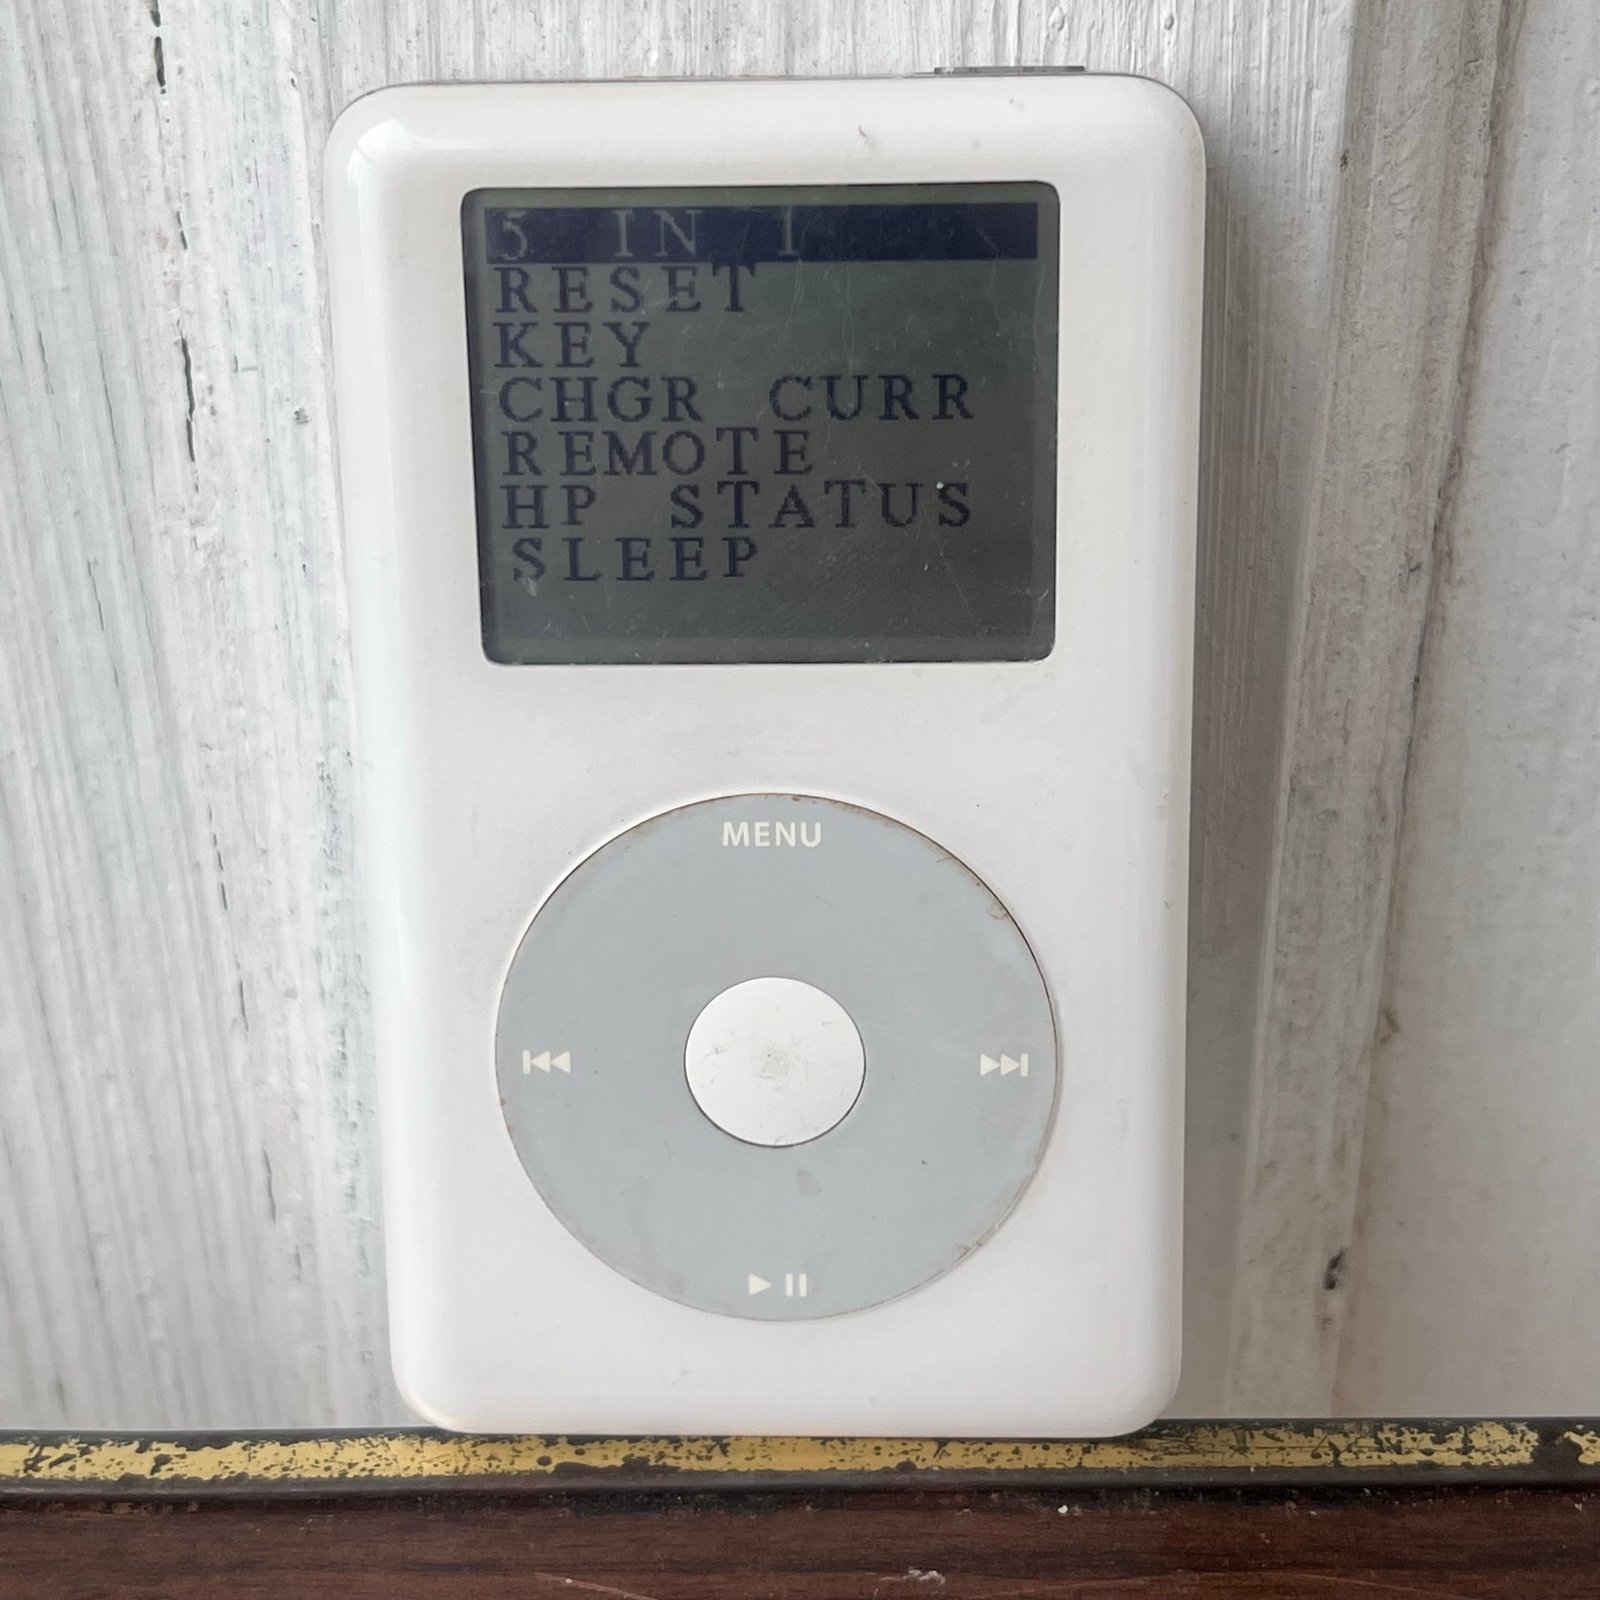 5 IN 1
RESET
KEY
CHGR CURR
REMOTE
HP STATUS
SLEEP
MENU